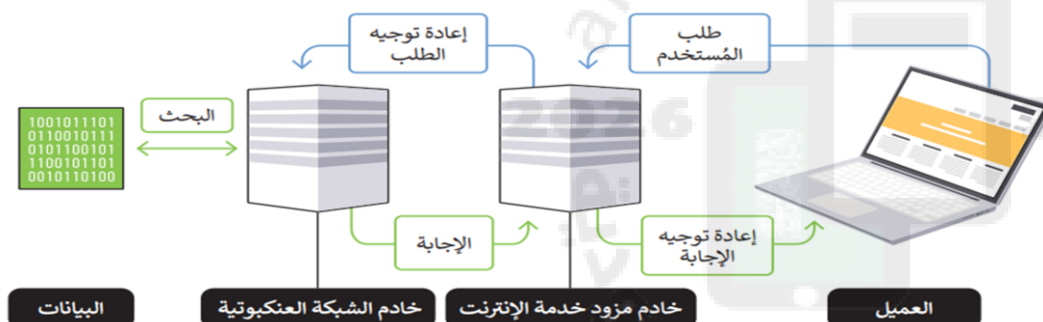 طلب
المُستخدم
إعادة توجيه
الطلب
البحث
1001011101
0110010111
0101100101
1100101101
0010110100
الإجابة
إعادة توجيه
الإجابة
2026
العميل
خادم مزود خدمة الإنترنت
خادم الشبكة العنكبوتية
البيانات